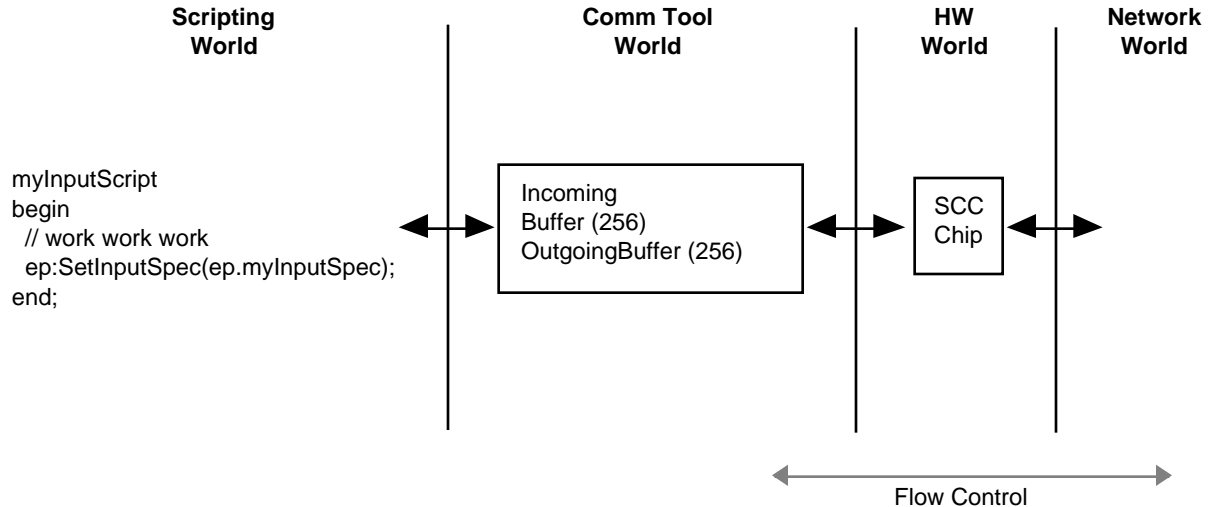 Scripting
World
Comm Tool
World
HW
World
Network
World
myInputScript
begin
// work work work
ep:SetInputSpec(ep.myInputSpec);
end;
Incoming
Buffer (256)
OutgoingBuffer (256)
SCC
Chip
Flow Control